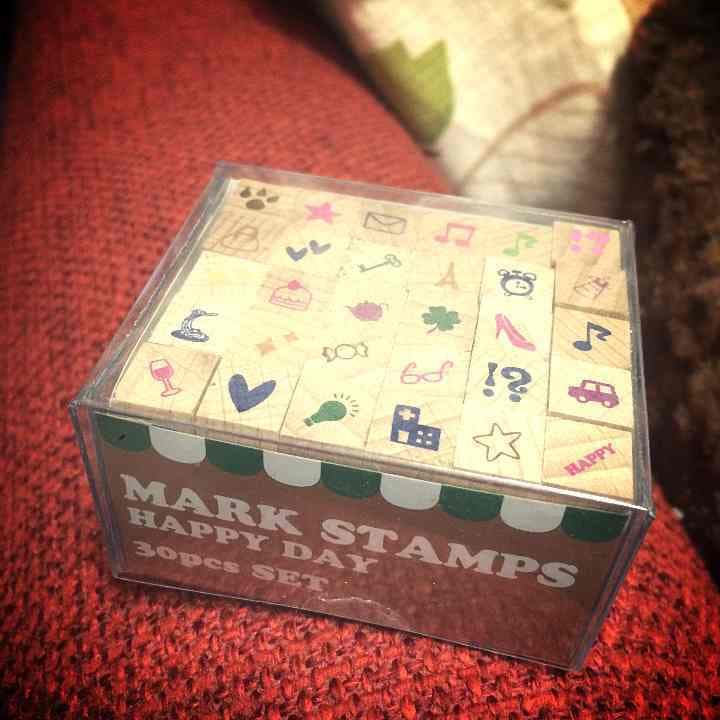 !?
!?
HAPPY
MARK STAMPS
HAPPY DAY
30pcs SET